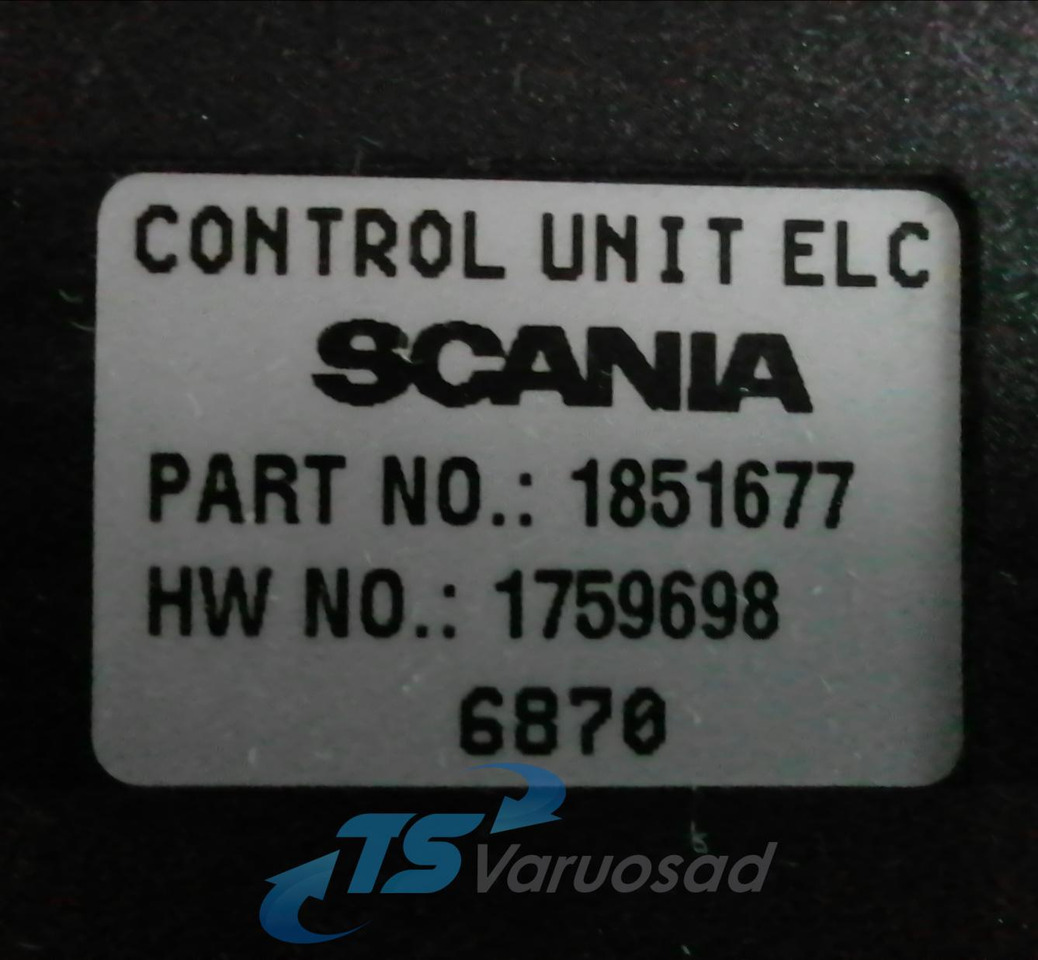 CONTROL UNIT ELC
SCANIA
PART NO.: 1851677
HW NO.: 1759698
6870
TS Varuosad